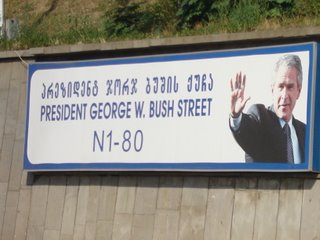 პრეზიდენტ ჯორჯ ბუშის ქუჩა
PRESIDENT GEORGE W. BUSH STREET
N1-80